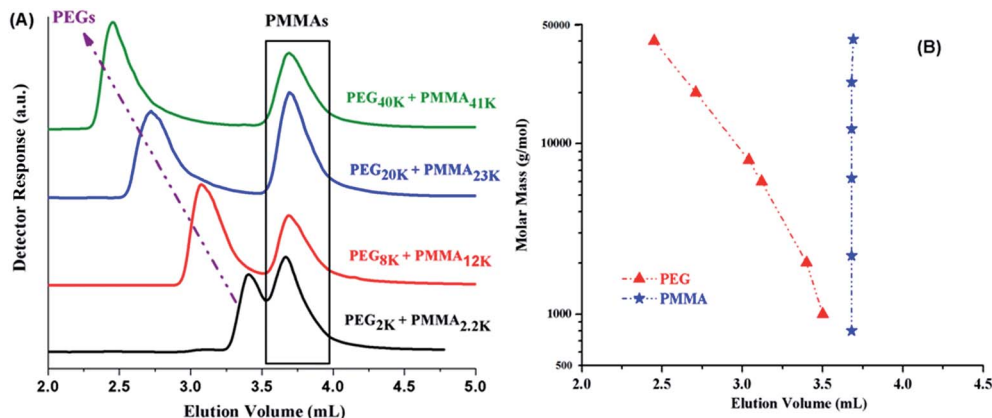 (A)
PEGs
PMMAs
PEG40K + PMMA41K
PEG20K + PMMA23K
PEG8K + PMMA12K
PEG2K + PMMA2.2K
Detector Response (a.u.)
2.0 2.5 3.0 3.5 4.0 4.5 5.0
Elution Volume (mL)
(B)
50000
10000
1000
500
Molar Mass (g/mol)
PEG
PMMA
2.0 2.5 3.0 3.5 4.0 4.5
Elution Volume (mL)